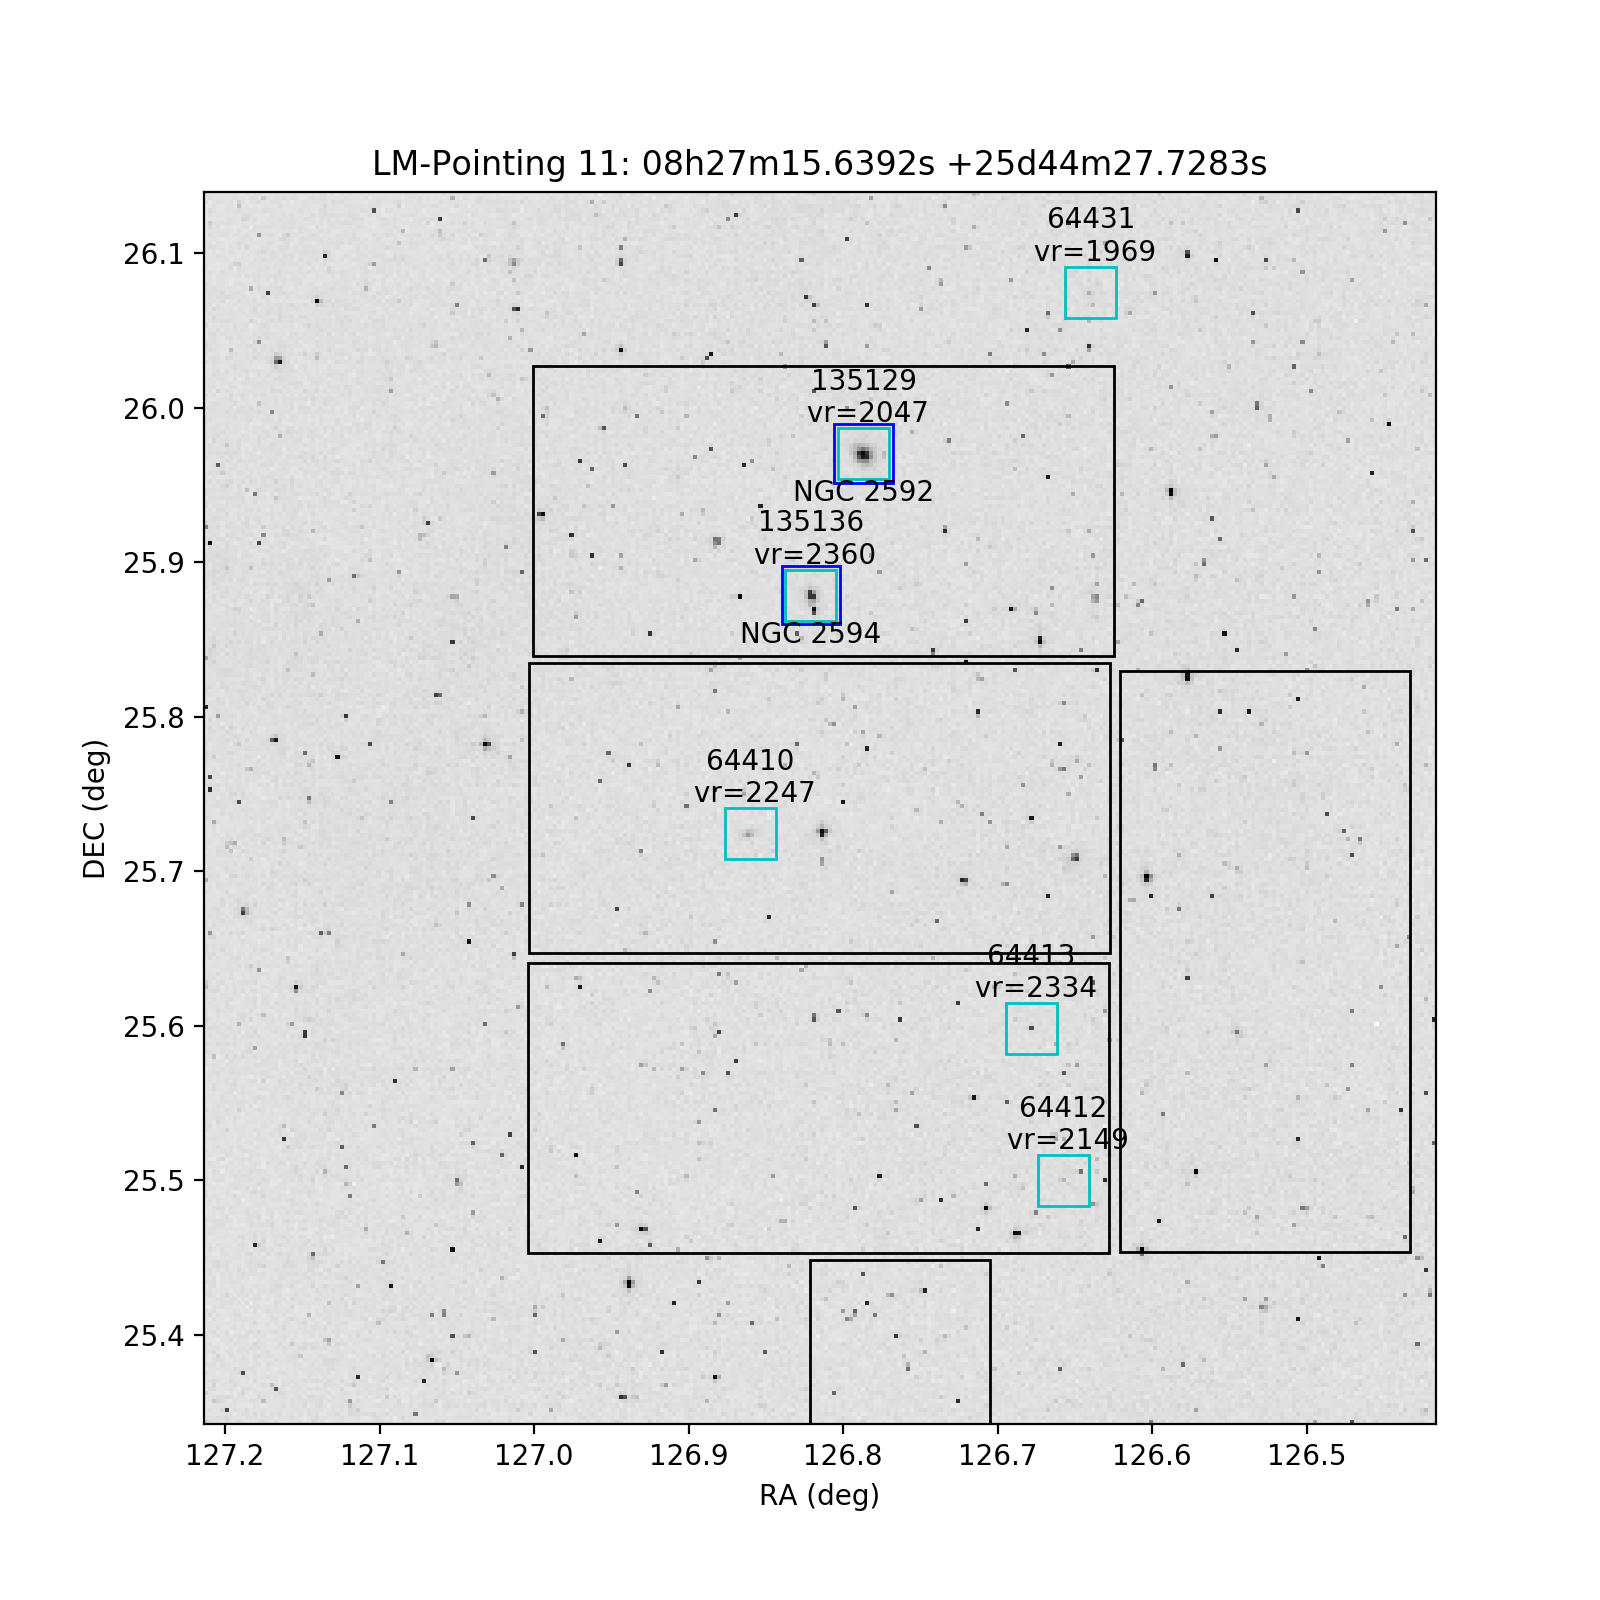 LM-Pointing 11: 08h27m15.6392s +25d44m27.7283s
64431
vr=1969
135129
vr=2047
NGC 2592
135136
vr=2360
NGC 2594
64410
vr=2247
64413
vr=2334
64412
vr=2149
26.1
26.0
25.9
25.8
25.7
25.6
25.5
25.4
DEC (deg)
127.2 127.1 127.0 126.9 126.8 126.7 126.6 126.5
RA (deg)